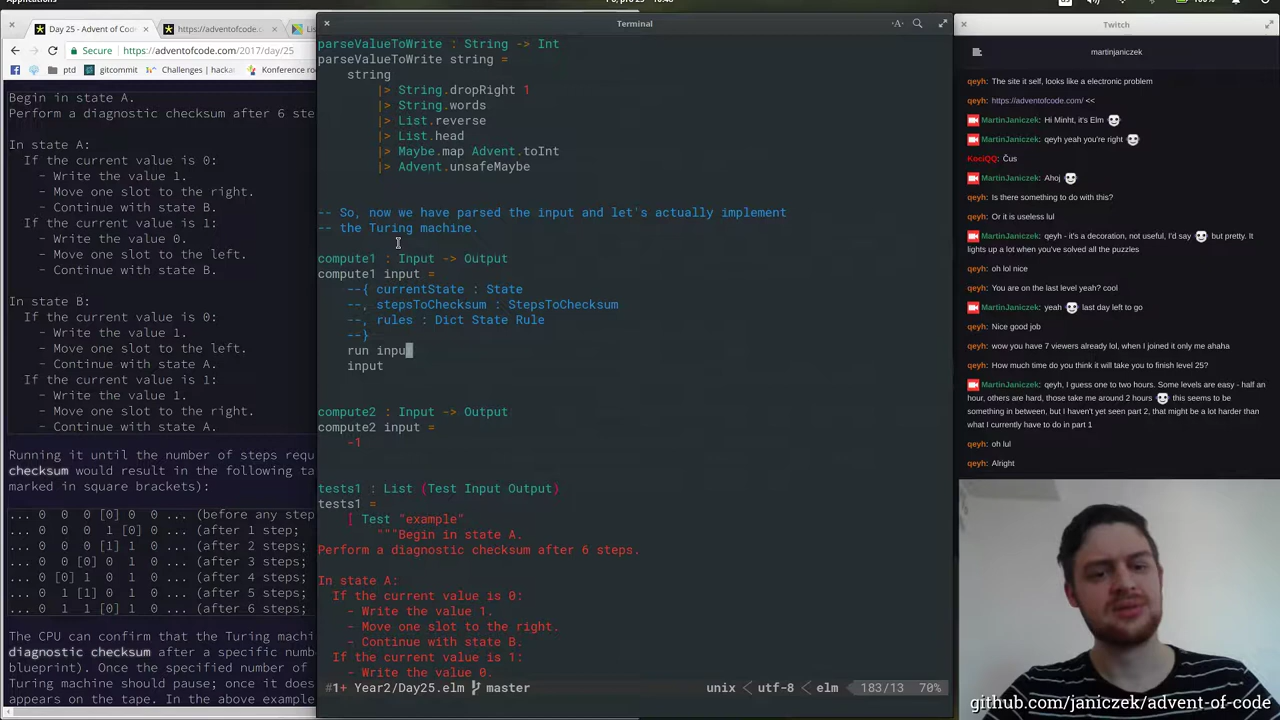 Applications
Day 25 - Advent of Code
https://adventofcode.com
Secure
https://adventofcode.com/2017/day/25
ptd
gitcommit
Challenges | hackar
Konference ro
Begin in state A.
Perform a diagnostic checksum after 6 ste
In state A:
If the current value is 0:
- Write the value 1.
- Move one slot to the right.
- Continue with state B.
If the current value is 1:
- Write the value 0.
- Move one slot to the left.
- Continue with state B.
In state B:
If the current value is 0:
- Write the value 1.
- Move one slot to the left.
- Continue with state A.
If the current value is 1:
- Write the value 1.
- Move one slot to the right.
- Continue with state A.
Running it until the number of steps requ
checksum would result in the following ta
marked in square brackets):
... 0 0 0 [0] 0 0 ... (before any step
... 0 0 0 1 [0] 0 ... (after 1 step;
... 0 0 0 [1] 1 0 ... (after 2 steps;
... 0 0 [0] 0 1 0 ... (after 3 steps;
... 0 [0] 1 0 1 0 ... (after 4 steps;
... 0 1 [1] 0 1 0 ... (after 5 steps;
... 0 1 1 [0] 1 0 ... (after 6 steps;
The CPU can confirm that the Turing machi
diagnostic checksum after a specific numb
blueprint). Once the specified number of
Turing machine should pause; once it does
appears on the tape. In the above example
Terminal
parseValueToWrite : String -> Int
parseValueToWrite string =
string
|> String.dropRight 1
|> String.words
|> List.reverse
|> List.head
|> Maybe.map Advent.toInt
|> Advent.unsafeMaybe
-- So, now we have parsed the input and let's actually implement
-- the Turing machine.
compute1 : Input -> Output
compute1 input =
--{ currentState : State
--, stepsToChecksum : StepsToChecksum
--, rules : Dict State Rule
--}
run inpu
input
compute2 : Input -> Output
compute2 input =
-1
tests1 : List (Test Input Output)
tests1 =
[ Test "example"
"""Begin in state A.
Perform a diagnostic checksum after 6 steps.
In state A:
If the current value is 0:
- Write the value 1.
- Move one slot to the right.
- Continue with state B.
If the current value is 1:
- Write the value 0.
#1+ Year2/Day25.elm master
unix < utf-8 < elm
183/13 70%
Twitch
martinjaniczek
qeyh: The site it self, looks like a electronic problem
qeyh: https://adventofcode.com/ <<
MartinJaniczek: Hi Minht, it's Elm
MartinJaniczek: qeyh yeah you're right
KociQQ: Čus
MartinJaniczek: Ahoj
qeyh: Is there something to do with this?
qeyh: Or it is useless lul
MartinJaniczek: qeyh - it's a decoration, not useful, I'd say but pretty. It
lights up a lot when you've solved all the puzzles
qeyh: oh lol nice
qeyh: You are on the last level yeah? cool
MartinJaniczek: yeah last day left to go
qeyh: Nice good job
qeyh: wow you have 7 viewers already lol, when I joined it only me ahaha
qeyh: How much time do you think it will take you to finish level 25?
MartinJaniczek: qeyh, I guess one to two hours. Some levels are easy - half an
hour, others are hard, those take me around 2 hours this seems to be
something in between, but I haven't yet seen part 2, that might be a lot harder than
what I currently have to do in part 1
qeyh: oh lul
qeyh: Alright
github.com/janiczek/advent-of-code